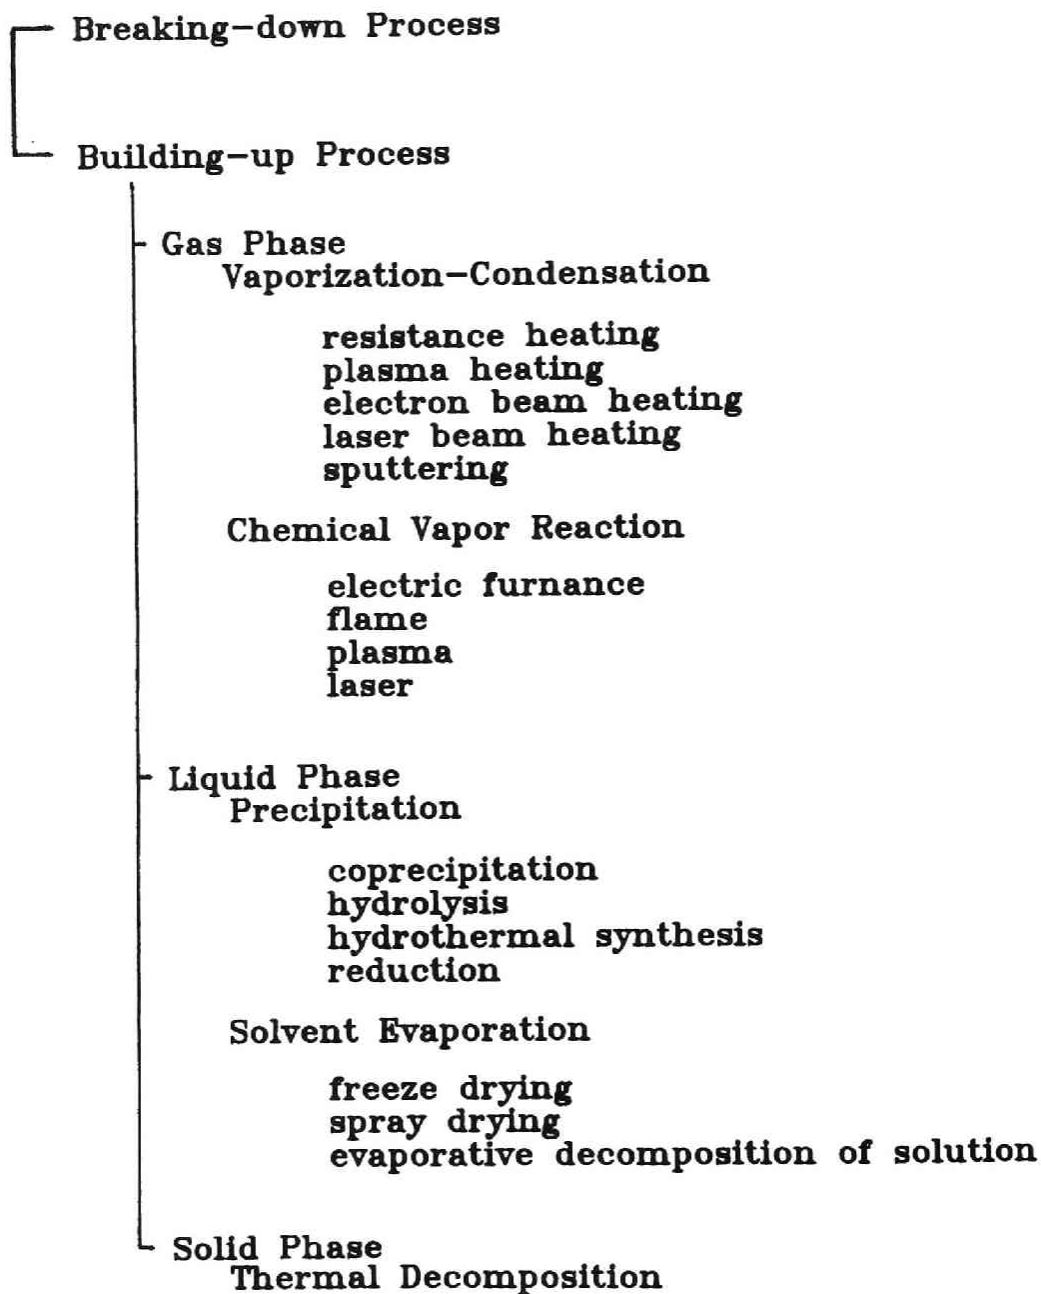 Breaking-down Process
Building-up Process
Gas Phase
Vaporization-Condensation
resistance heating
plasma heating
electron beam heating
laser beam heating
sputtering
Chemical Vapor Reaction
electric furnance
flame
plasma
laser
Liquid Phase
Precipitation
coprecipitation
hydrolysis
hydrothermal synthesis
reduction
Solvent Evaporation
freeze drying
spray drying
evaporative decomposition of solution
Solid Phase
Thermal Decomposition